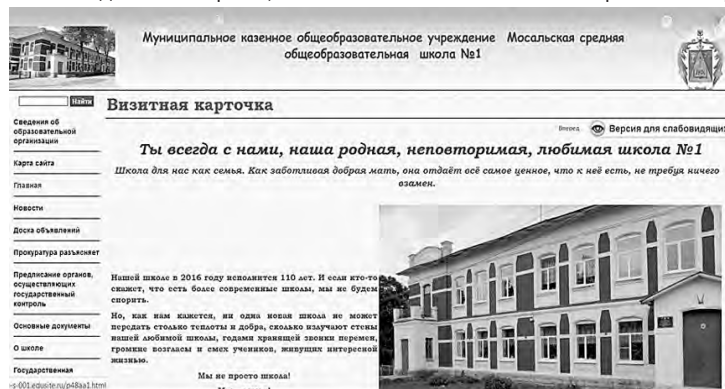 Муниципальное казенное общеобразовательное учреждение Мосальская средняя
общеобразовательная школа №1
Найти
Визитная карточка
Версия для слабовидящих
Ты всегда с нами, наша родная, неповторимая, любимая школа №1
Школа для нас как семья. Как заботливая добрая мать, она отдаёт всё самое ценное, что к неё есть, не требуя ничего
взамен.
Сведения об
образовательной
организации
Карта сайта
Главная
Новости
Доска объявлений
Прокуратура разъясняет
Предписание органов,
осуществляющих
государственный
контроль
Основные документы
О школе
Государственная
Нашей школе в 2016 году исполнится 110 лет. И если кто-то
скажет, что есть более современные школы, мы не будем
спорить.
Но, как нам кажется, ни одна новая школа не может
передать столько теплоты и добра, сколько излучают стены
нашей любимой школы, годами хранящей звонки перемен,
громкие возгласы и смех учеников, живущих интересной
жизнью.
Мы не просто школа!
-s-001.edusite.ru/p48aa1.html